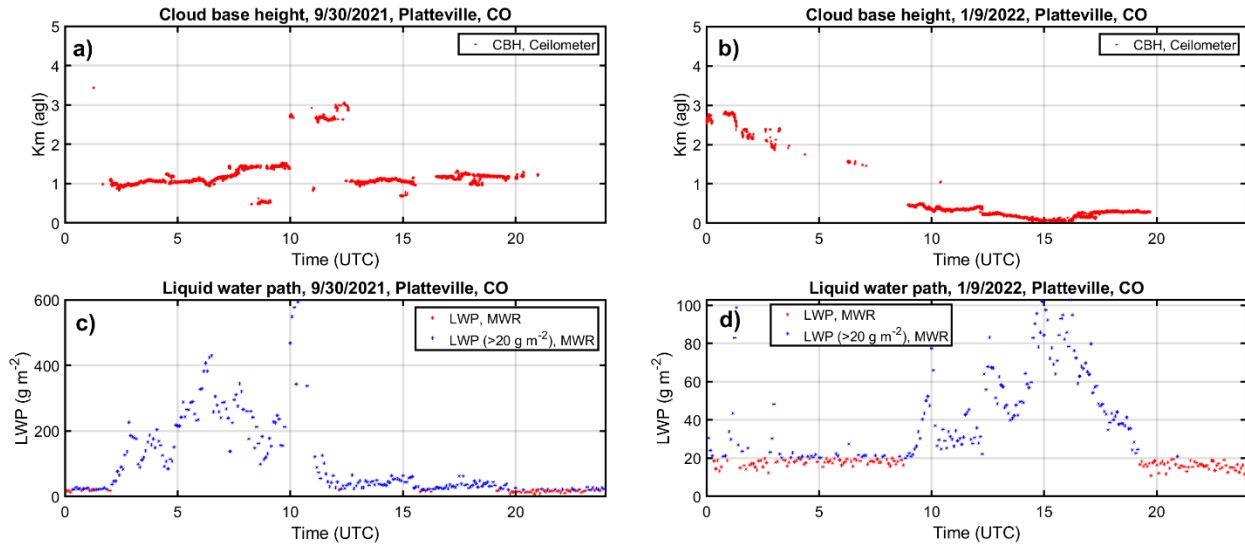 Cloud base height, 9/30/2021, Platteville, CO
a)
CBH, Ceilometer
Km (agl)
5
4
3
2
1
0
0 5 10 15 20
Time (UTC)
Cloud base height, 1/9/2022, Platteville, CO
b)
CBH, Ceilometer
Km (agl)
5
4
3
2
1
0
0 5 10 15 20
Time (UTC)
Liquid water path, 9/30/2021, Platteville, CO
c)
LWP, MWR
LWP (>20 g m-2), MWR
LWP (g m-2)
600
400
200
0
0 5 10 15 20
Time (UTC)
Liquid water path, 1/9/2022, Platteville, CO
d)
LWP, MWR
LWP (>20 g m-2), MWR
LWP (g m-2)
100
80
60
40
20
0
0 5 10 15 20
Time (UTC)